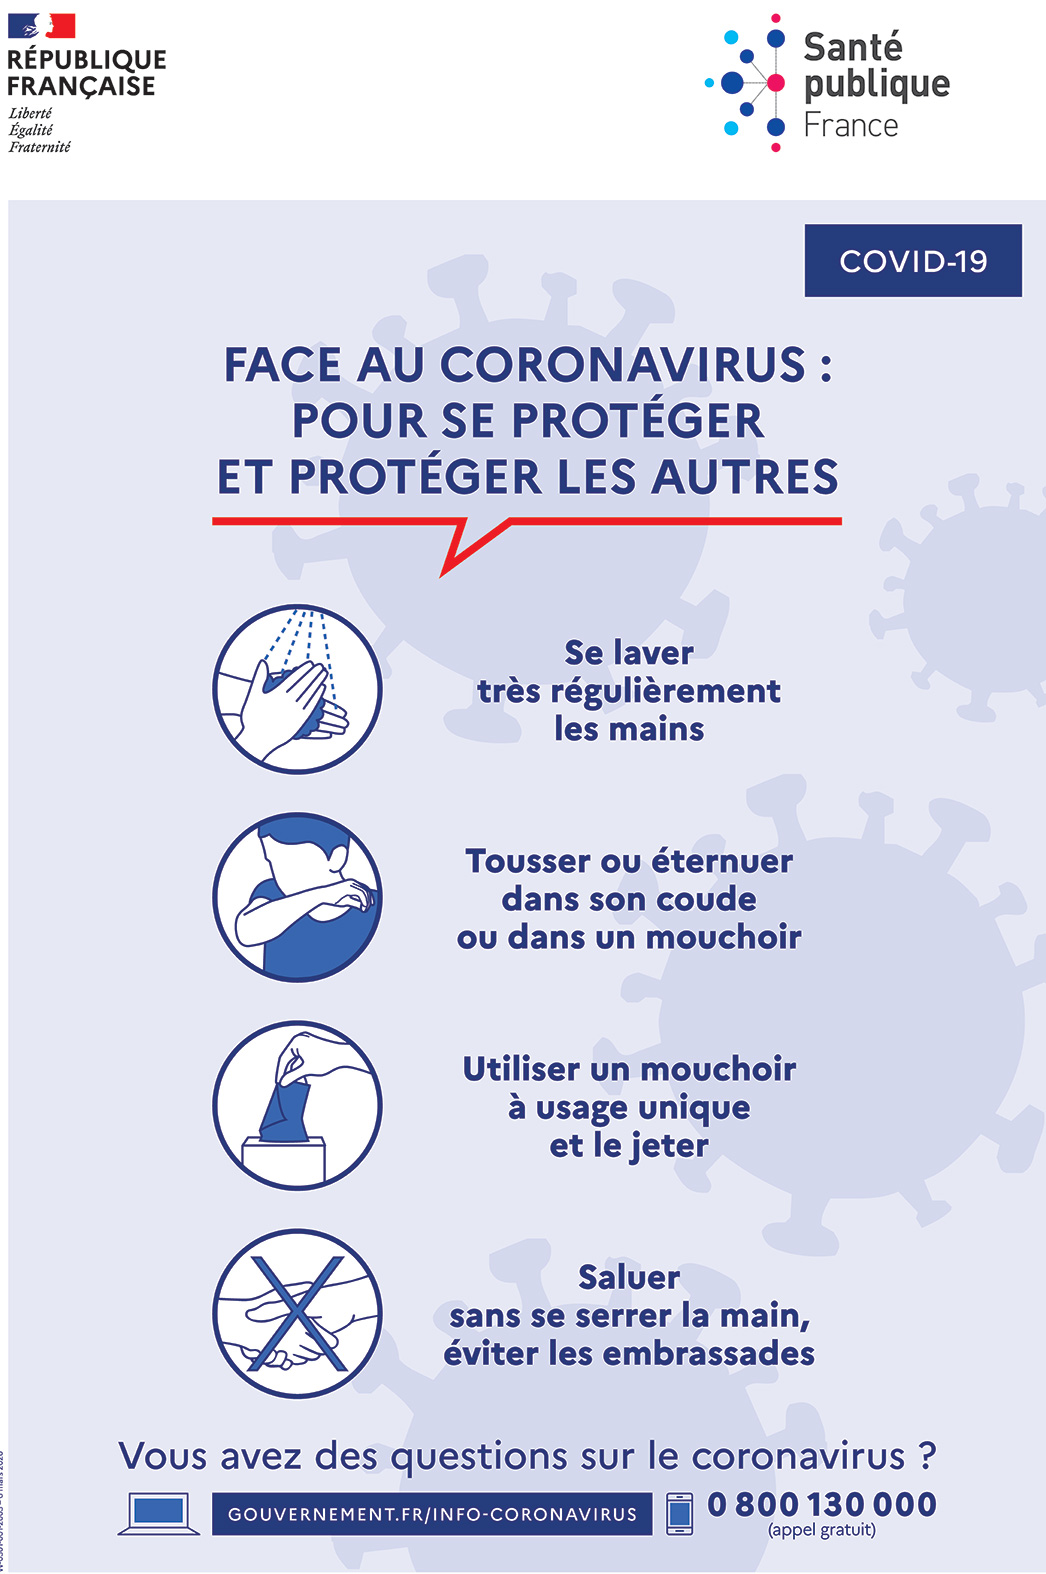 RÉPUBLIQUE
FRANÇAISE
Liberté
Égalité
Fraternité
Santé
publique
France
COVID-19
FACE AU CORONAVIRUS :
POUR SE PROTÉGER
ET PROTÉGER LES AUTRES
Se laver
très régulièrement
les mains
Tousser ou éternuer
dans son coude
ou dans un mouchoir
Utiliser un mouchoir
à usage unique
et le jeter
Saluer
sans se serrer la main,
éviter les embrassades
Vous avez des questions sur le coronavirus ?
GOUVERNEMENT.FR/INFO-CORONAVIRUS
0 800 130 000
(appel gratuit)